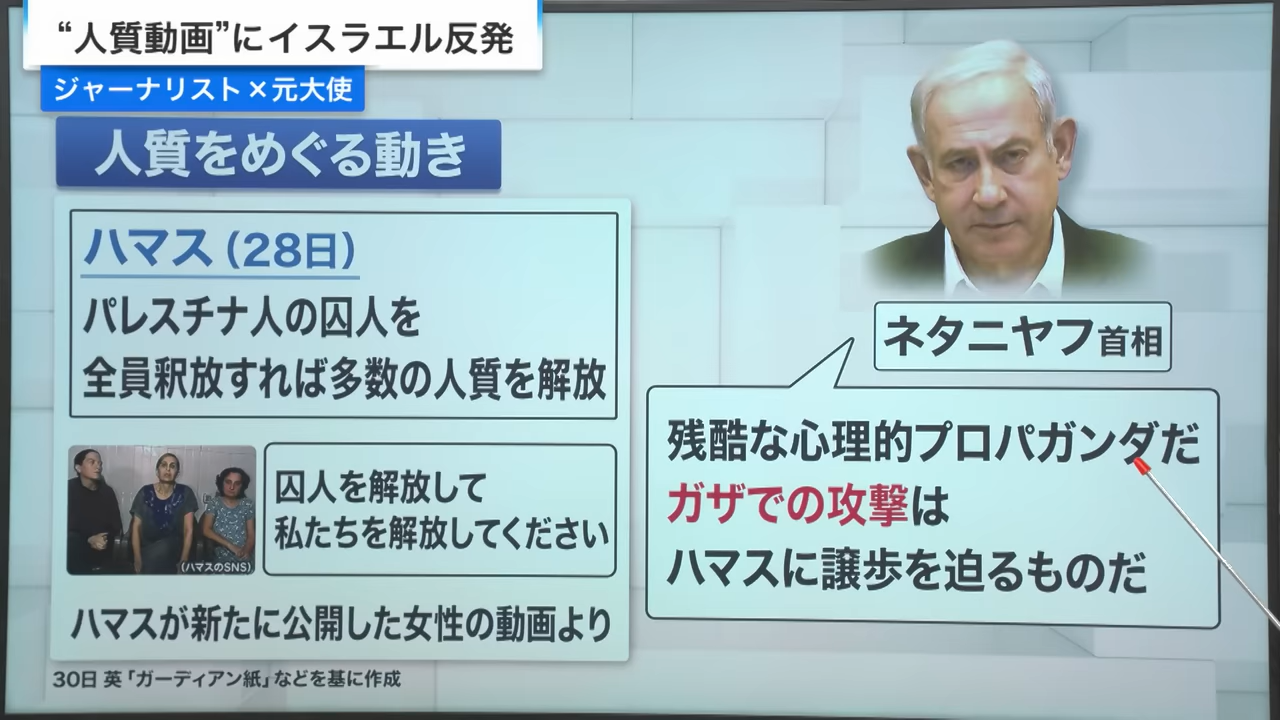 “人質動画”にイスラエル反発
ジャーナリスト×元大使
人質をめぐる動き
ハマス（28日）
パレスチナ人の囚人を
全員釈放すれば多数の人質を解放
囚人を解放して
私たちを解放してください
（ハマスのSNS）
ハマスが新たに公開した女性の動画より
30日 英「ガーディアン紙」などを基に作成
ネタニヤフ首相
残酷な心理的プロパガンダだ
ガザでの攻撃は
ハマスに譲歩を迫るものだ